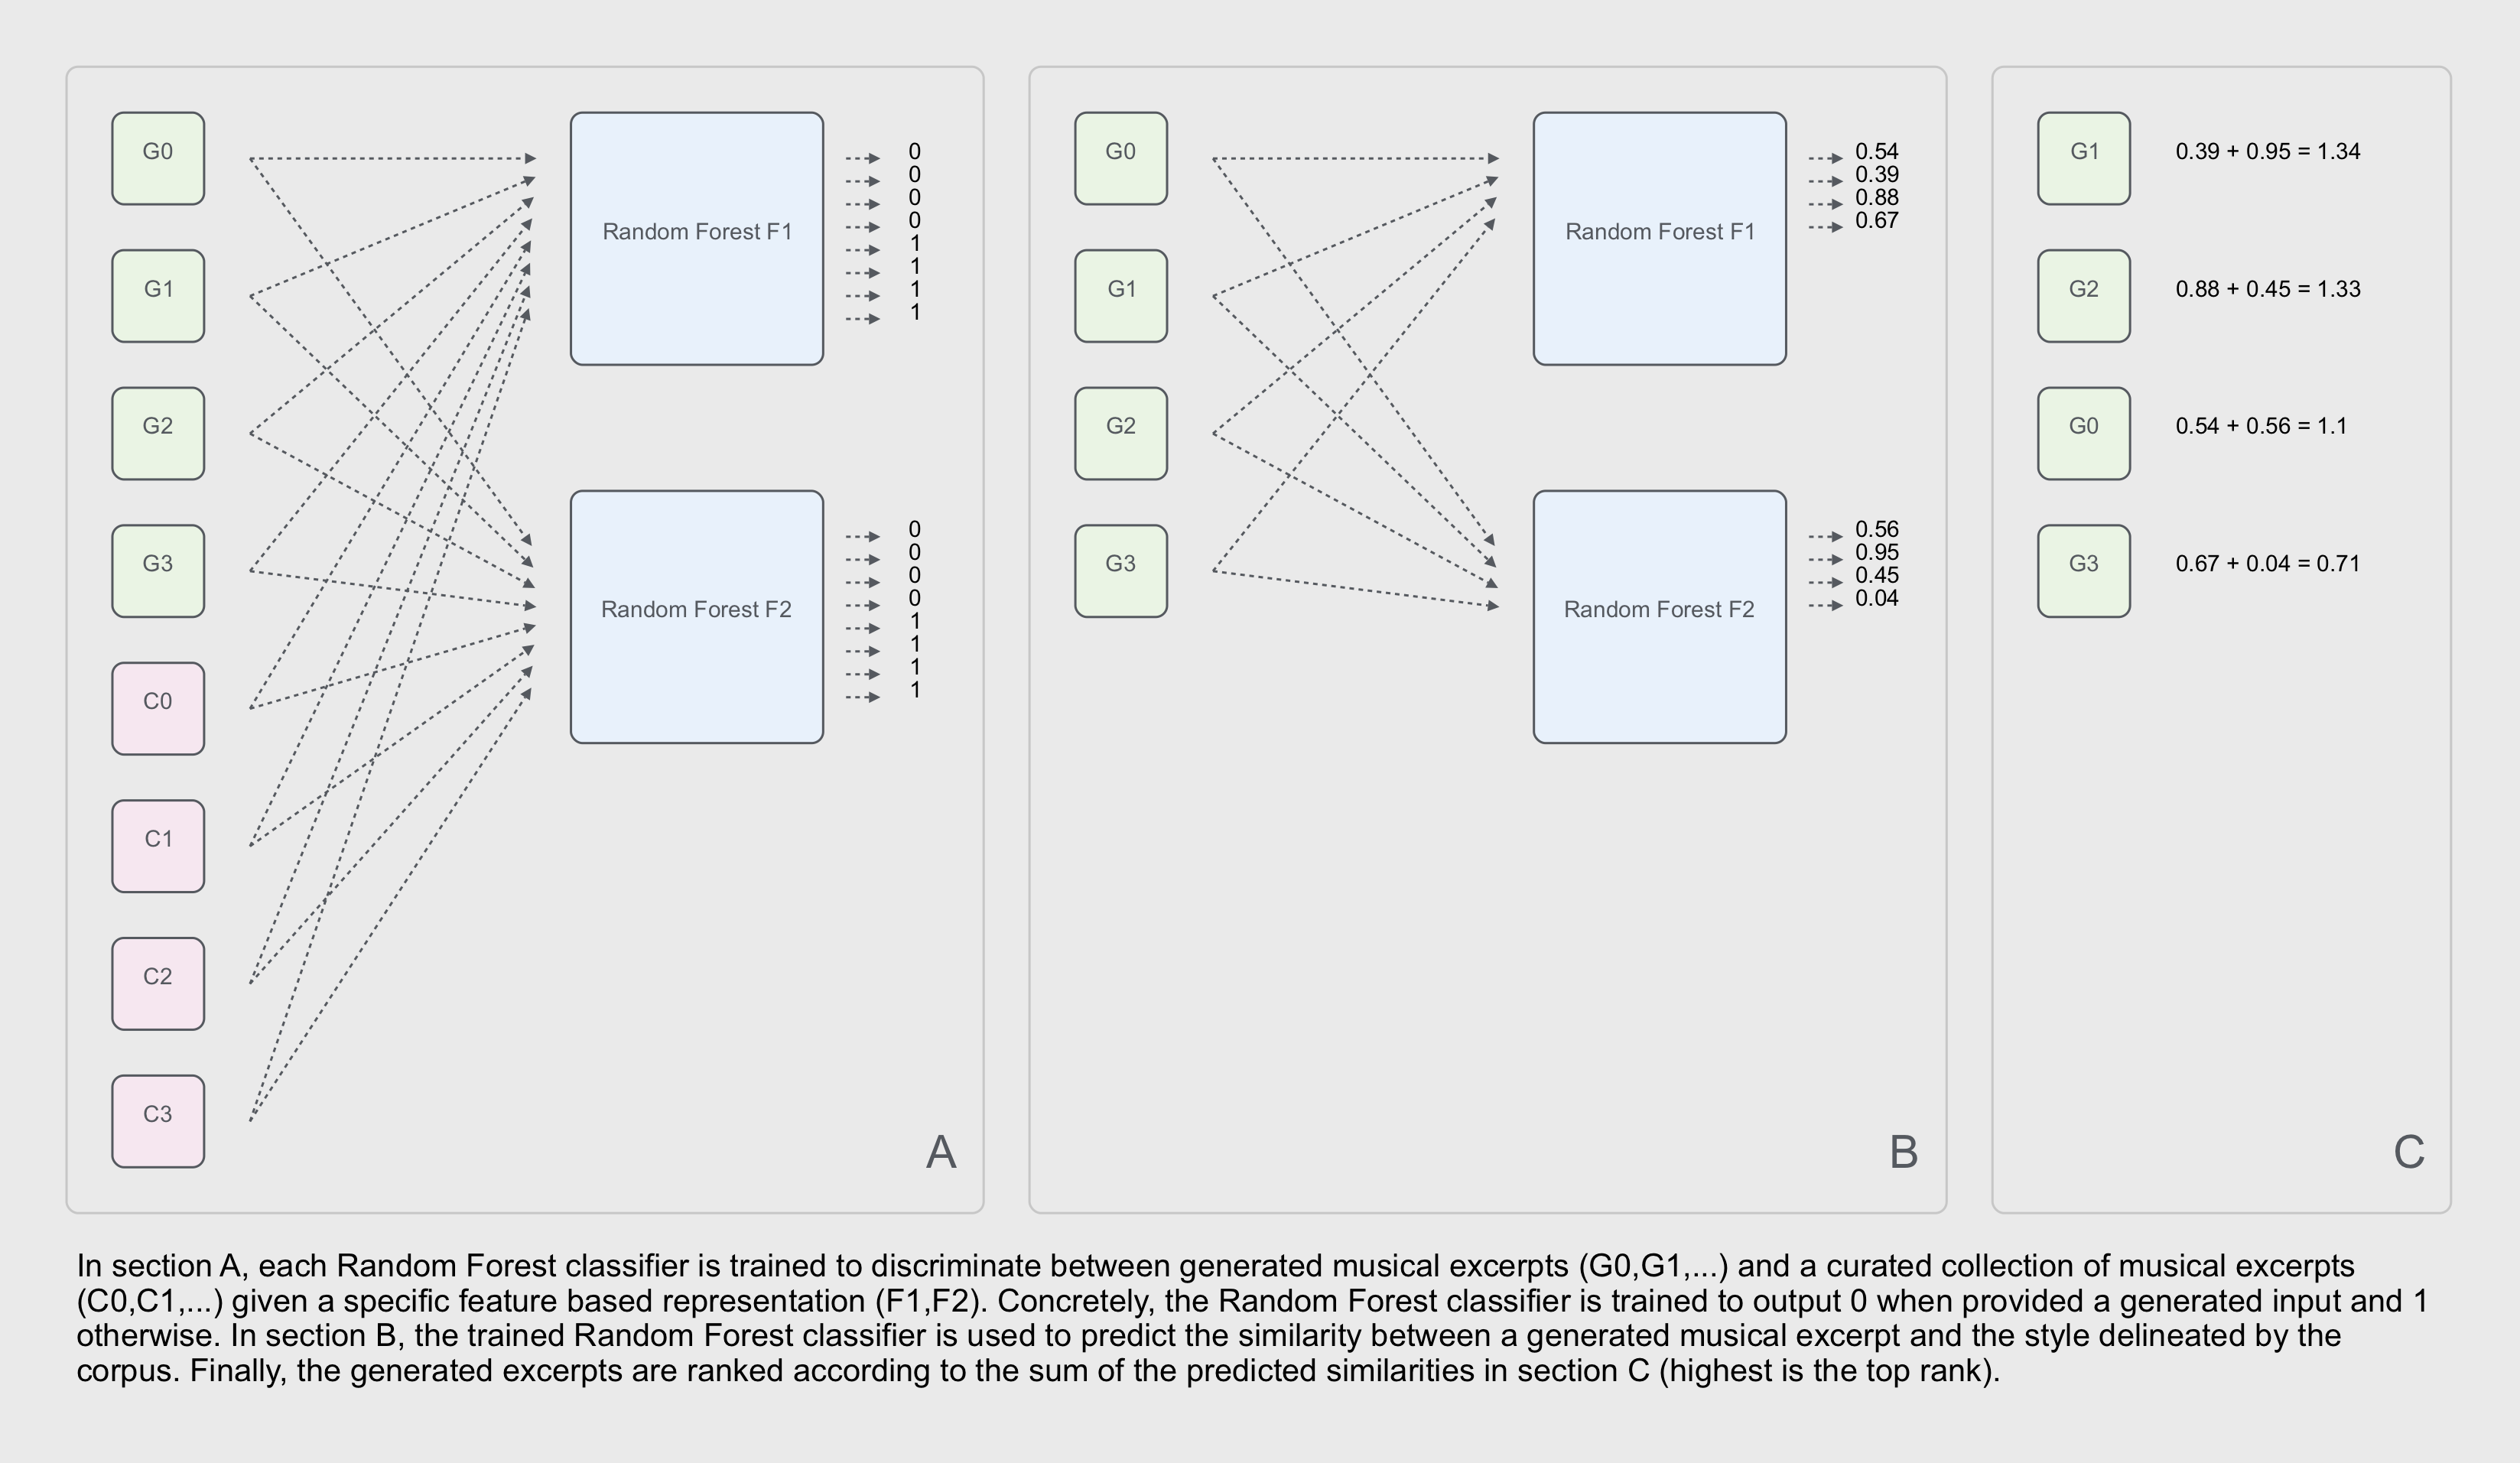 G0
G1
G2
G3
C0
C1
C2
C3
Random Forest F1
0
0
0
0
1
1
1
1
Random Forest F2
0
0
0
0
1
1
1
1
A
G0
G1
G2
G3
Random Forest F1
0.54
0.39
0.88
0.67
Random Forest F2
0.56
0.95
0.45
0.04
B
G1 0.39 + 0.95 = 1.34
G2 0.88 + 0.45 = 1.33
G0 0.54 + 0.56 = 1.1
G3 0.67 + 0.04 = 0.71
C
In section A, each Random Forest classifier is trained to discriminate between generated musical excerpts (G0,G1,...) and a curated collection of musical excerpts
(C0,C1,...) given a specific feature based representation (F1,F2). Concretely, the Random Forest classifier is trained to output 0 when provided a generated input and 1
otherwise. In section B, the trained Random Forest classifier is used to predict the similarity between a generated musical excerpt and the style delineated by the
corpus. Finally, the generated excerpts are ranked according to the sum of the predicted similarities in section C (highest is the top rank).